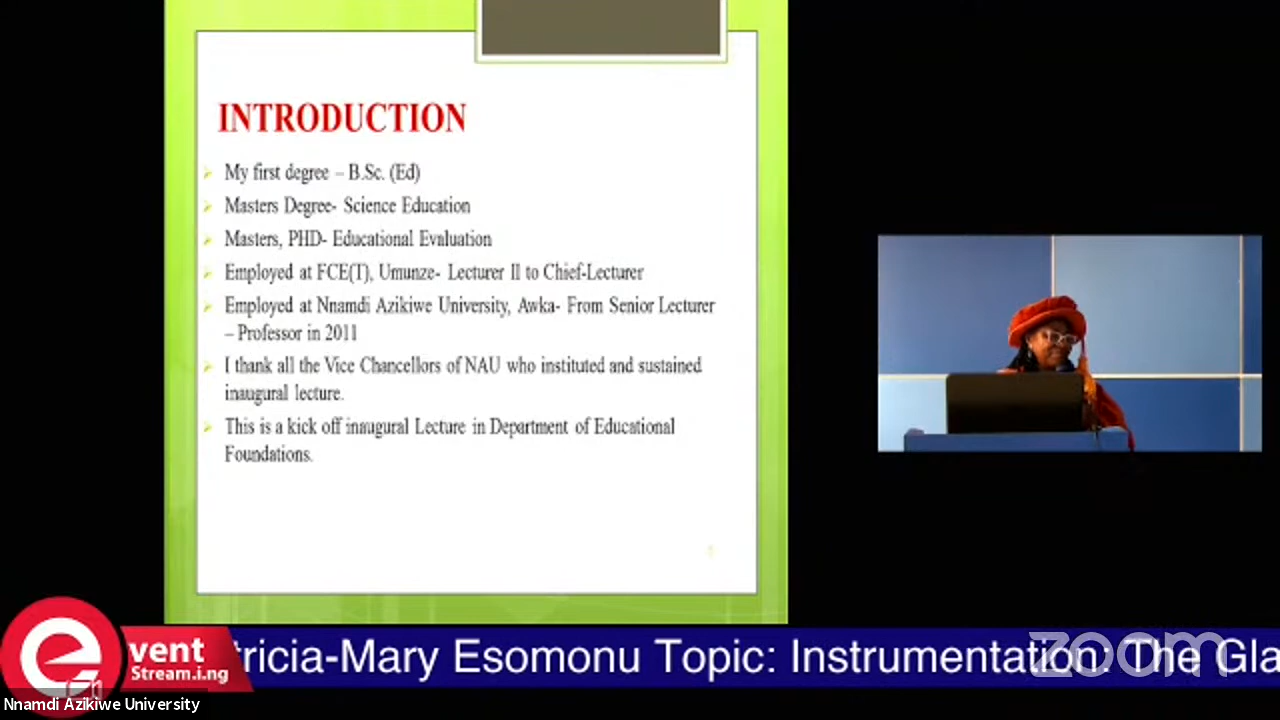 INTRODUCTION
My first degree – B.Sc. (Ed)
Masters Degree- Science Education
Masters, PHD- Educational Evaluation
Employed at FCE(T), Umunze- Lecturer II to Chief-Lecturer
Employed at Nnamdi Azikiwe University, Awka- From Senior Lecturer
– Professor in 2011
I thank all the Vice Chancellors of NAU who instituted and sustained
inaugural lecture.
This is a kick off inaugural Lecture in Department of Educational
Foundations.
event
Stream.i.ng
tricia-Mary Esomonu Topic: Instrumentation: The Gla
zoom
Nnamdi Azikiwe University